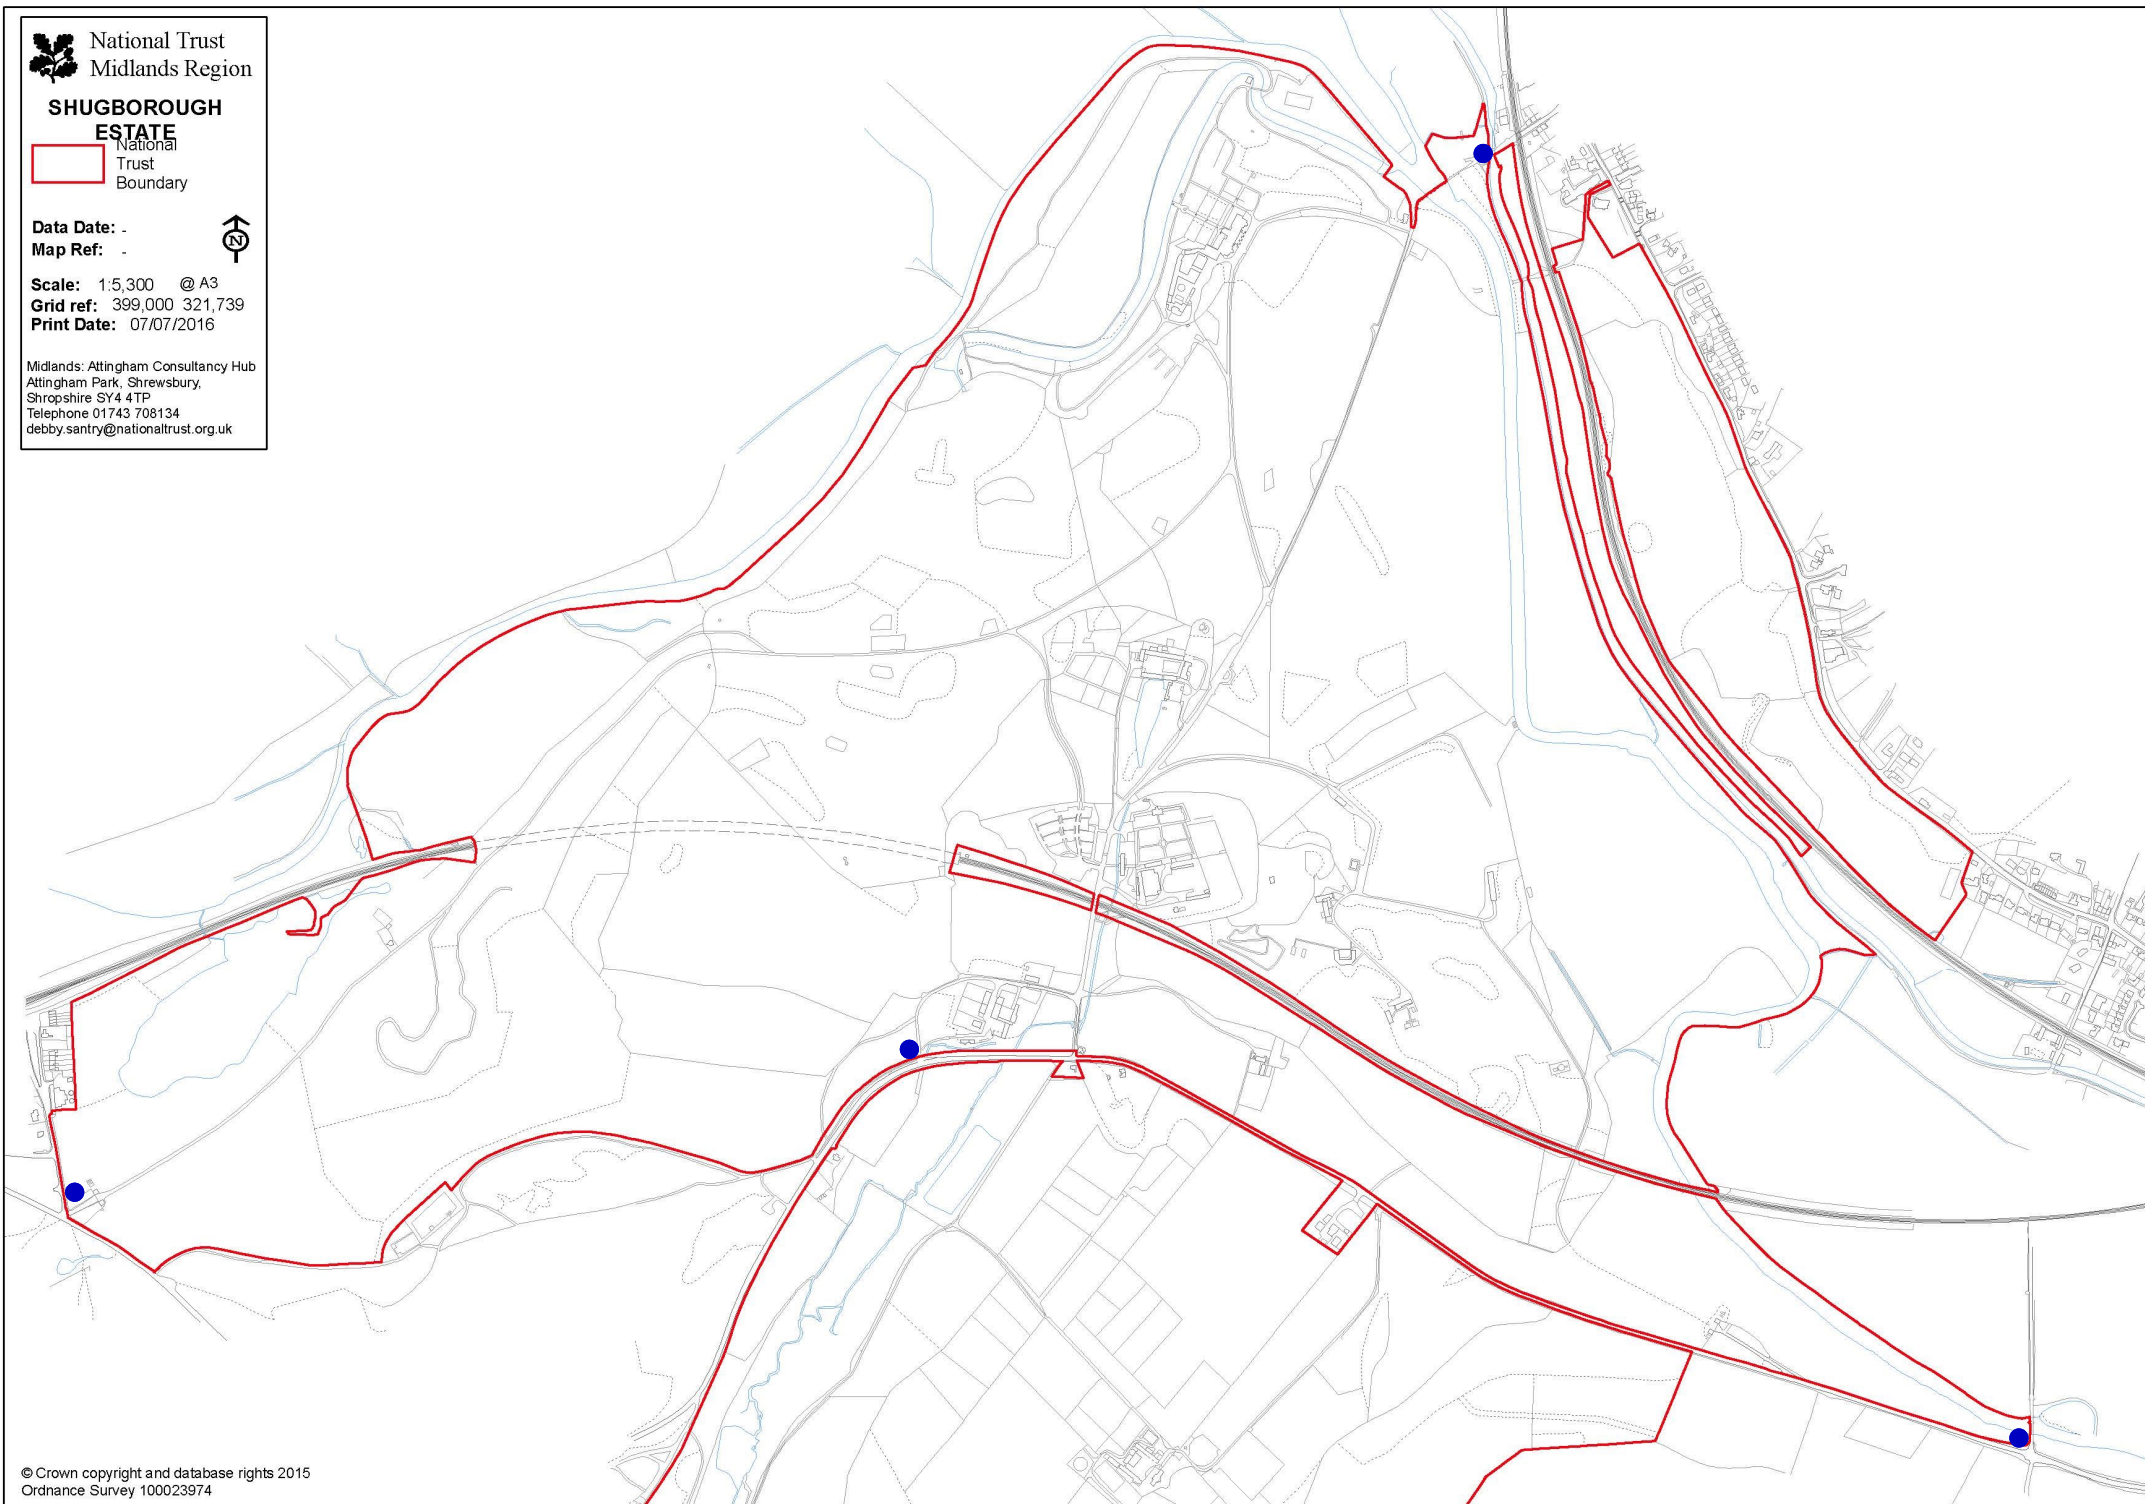 National Trust
Midlands Region
SHUGBOROUGH
ESTATE
National
Trust
Boundary
Data Date: -
Map Ref: -
N
Scale: 1:5,300 @ A3
Grid ref: 399,000 321,739
Print Date: 07/07/2016
Midlands: Attingham Consultancy Hub
Attingham Park, Shrewsbury,
Shropshire SY4 4TP
Telephone 01743 708134
debby.santry@nationaltrust.org.uk
© Crown copyright and database rights 2015
Ordnance Survey 100023974